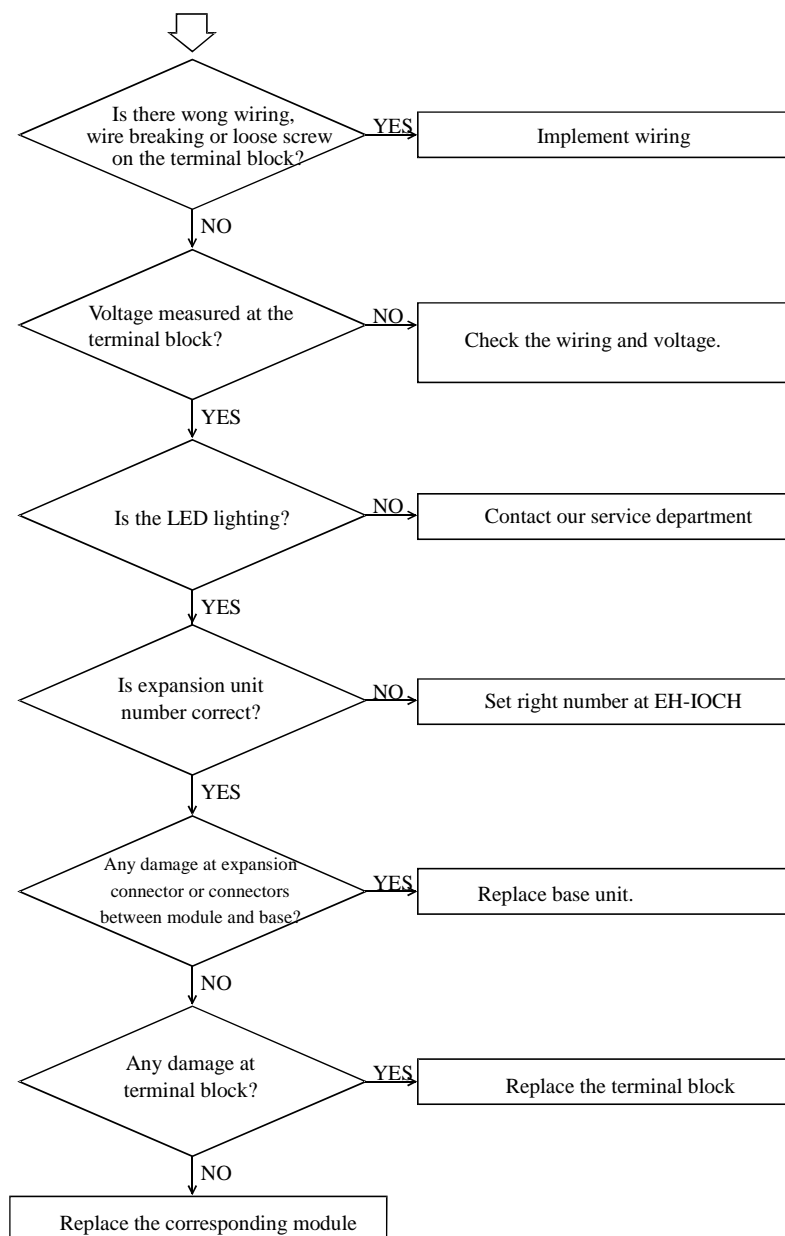 Is there wong wiring,
wire breaking or loose screw
on the terminal block?
YES
Implement wiring
NO
Voltage measured at the
terminal block?
NO
Check the wiring and voltage.
YES
Is the LED lighting?
NO
Contact our service department
YES
Is expansion unit
number correct?
NO
Set right number at EH-IOCH
YES
Any damage at expansion
connector or connectors
between module and base?
YES
Replace base unit.
NO
Any damage at
terminal block?
YES
Replace the terminal block
NO
Replace the corresponding module